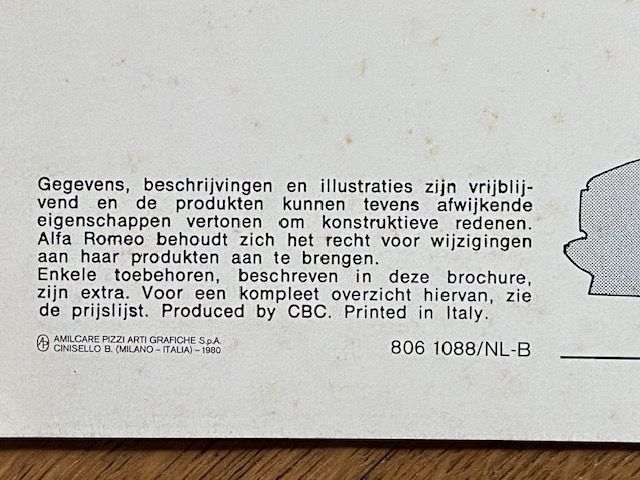 Gegevens, beschrijvingen en illustraties zijn vrijblij-
vend en de produkten kunnen tevens afwijkende
eigenschappen vertonen om konstruktieve redenen.
Alfa Romeo behoudt zich het recht voor wijzigingen
aan haar produkten aan te brengen.
Enkele toebehoren, beschreven in deze brochure,
zijn extra. Voor een kompleet overzicht hiervan, zie
de prijslijst. Produced by CBC. Printed in Italy.
AMILCARE PIZZI ARTI GRAFICHE S.p.A.
CINISELLO B. (MILANO - ITALIA) - 1980
806 1088/NL-B